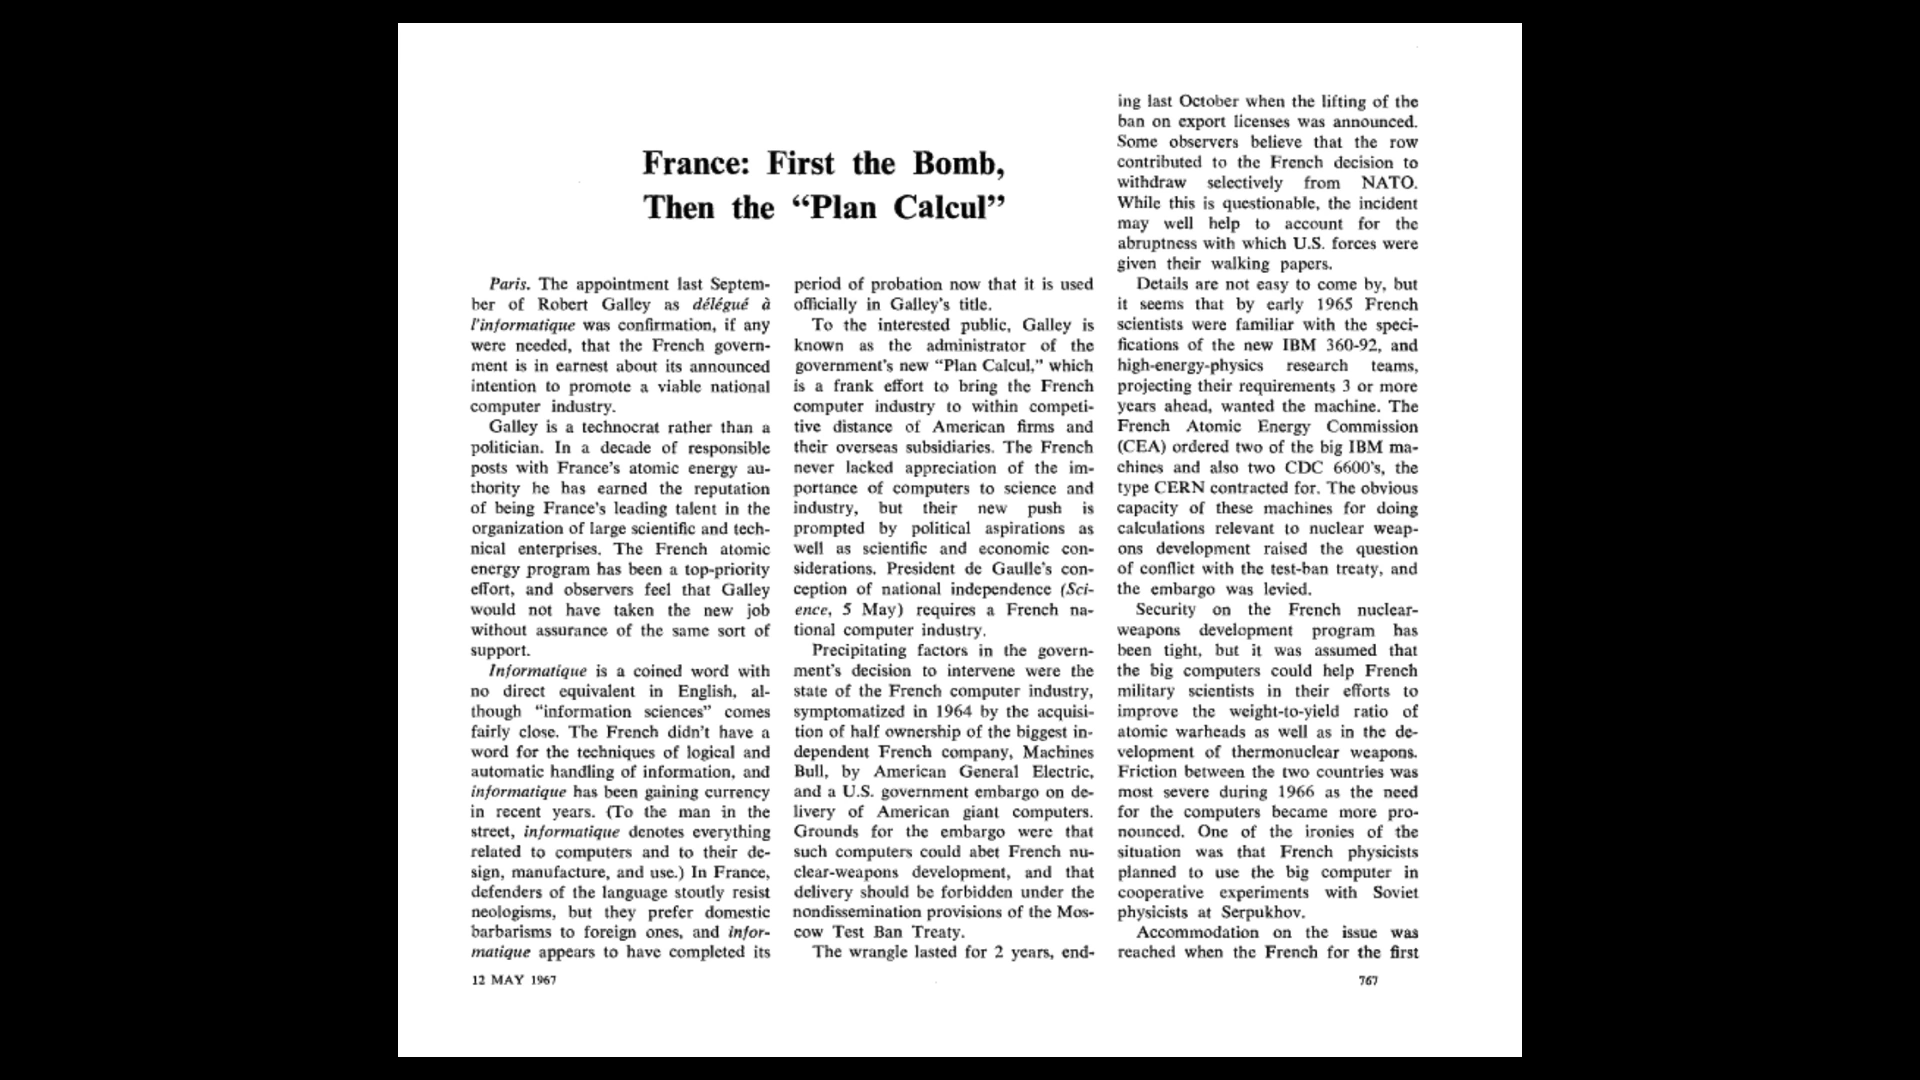 France: First the Bomb,
Then the “Plan Calcul”
Paris. The appointment last Septem-
ber of Robert Galley as délégué à
l'informatique was confirmation, if any
were needed, that the French govern-
ment is in earnest about its announced
intention to promote a viable national
computer industry.
Galley is a technocrat rather than a
politician. In a decade of responsible
posts with France's atomic energy au-
thority he has earned the reputation
of being France's leading talent in the
organization of large scientific and tech-
nical enterprises. The French atomic
energy program has been a top-priority
effort, and observers feel that Galley
would not have taken the new job
without assurance of the same sort of
support.
Informatique is a coined word with
no direct equivalent in English, al-
though “information sciences” comes
fairly close. The French didn't have a
word for the techniques of logical and
automatic handling of information, and
informatique has been gaining currency
in recent years. (To the man in the
street, informatique denotes everything
related to computers and to their de-
sign, manufacture, and use.) In France,
defenders of the language stoutly resist
neologisms, but they prefer domestic
barbarisms to foreign ones, and infor-
matique appears to have completed its
period of probation now that it is used
officially in Galley's title.
To the interested public, Galley is
known as the administrator of the
government's new “Plan Calcul,” which
is a frank effort to bring the French
computer industry to within competi-
tive distance of American firms and
their overseas subsidiaries. The French
never lacked appreciation of the im-
portance of computers to science and
industry, but their new push is
prompted by political aspirations as
well as scientific and economic con-
siderations. President de Gaulle's con-
ception of national independence (Sci-
ence, 5 May) requires a French na-
tional computer industry.
Precipitating factors in the govern-
ment's decision to intervene were the
state of the French computer industry,
symptomatized in 1964 by the acquisi-
tion of half ownership of the biggest in-
dependent French company, Machines
Bull, by American General Electric,
and a U.S. government embargo on de-
livery of American giant computers.
Grounds for the embargo were that
such computers could abet French nu-
clear-weapons development, and that
delivery should be forbidden under the
nondissemination provisions of the Mos-
cow Test Ban Treaty.
The wrangle lasted for 2 years, end-
ing last October when the lifting of the
ban on export licenses was announced.
Some observers believe that the row
contributed to the French decision to
withdraw selectively from NATO.
While this is questionable, the incident
may well help to account for the
abruptness with which U.S. forces were
given their walking papers.
Details are not easy to come by, but
it seems that by early 1965 French
scientists were familiar with the speci-
fications of the new IBM 360-92, and
high-energy-physics research teams,
projecting their requirements 3 or more
years ahead, wanted the machine. The
French Atomic Energy Commission
(CEA) ordered two of the big IBM ma-
chines and also two CDC 6600's, the
type CERN contracted for. The obvious
capacity of these machines for doing
calculations relevant to nuclear weap-
ons development raised the question
of conflict with the test-ban treaty, and
the embargo was levied.
Security on the French nuclear-
weapons development program has
been tight, but it was assumed that
the big computers could help French
military scientists in their efforts to
improve the weight-to-yield ratio of
atomic warheads as well as in the de-
velopment of thermonuclear weapons.
Friction between the two countries was
most severe during 1966 as the need
for the computers became more pro-
nounced. One of the ironies of the
situation was that French physicists
planned to use the big computer in
cooperative experiments with Soviet
physicists at Serpukhov.
Accommodation on the issue was
reached when the French for the first
12 MAY 1967
767